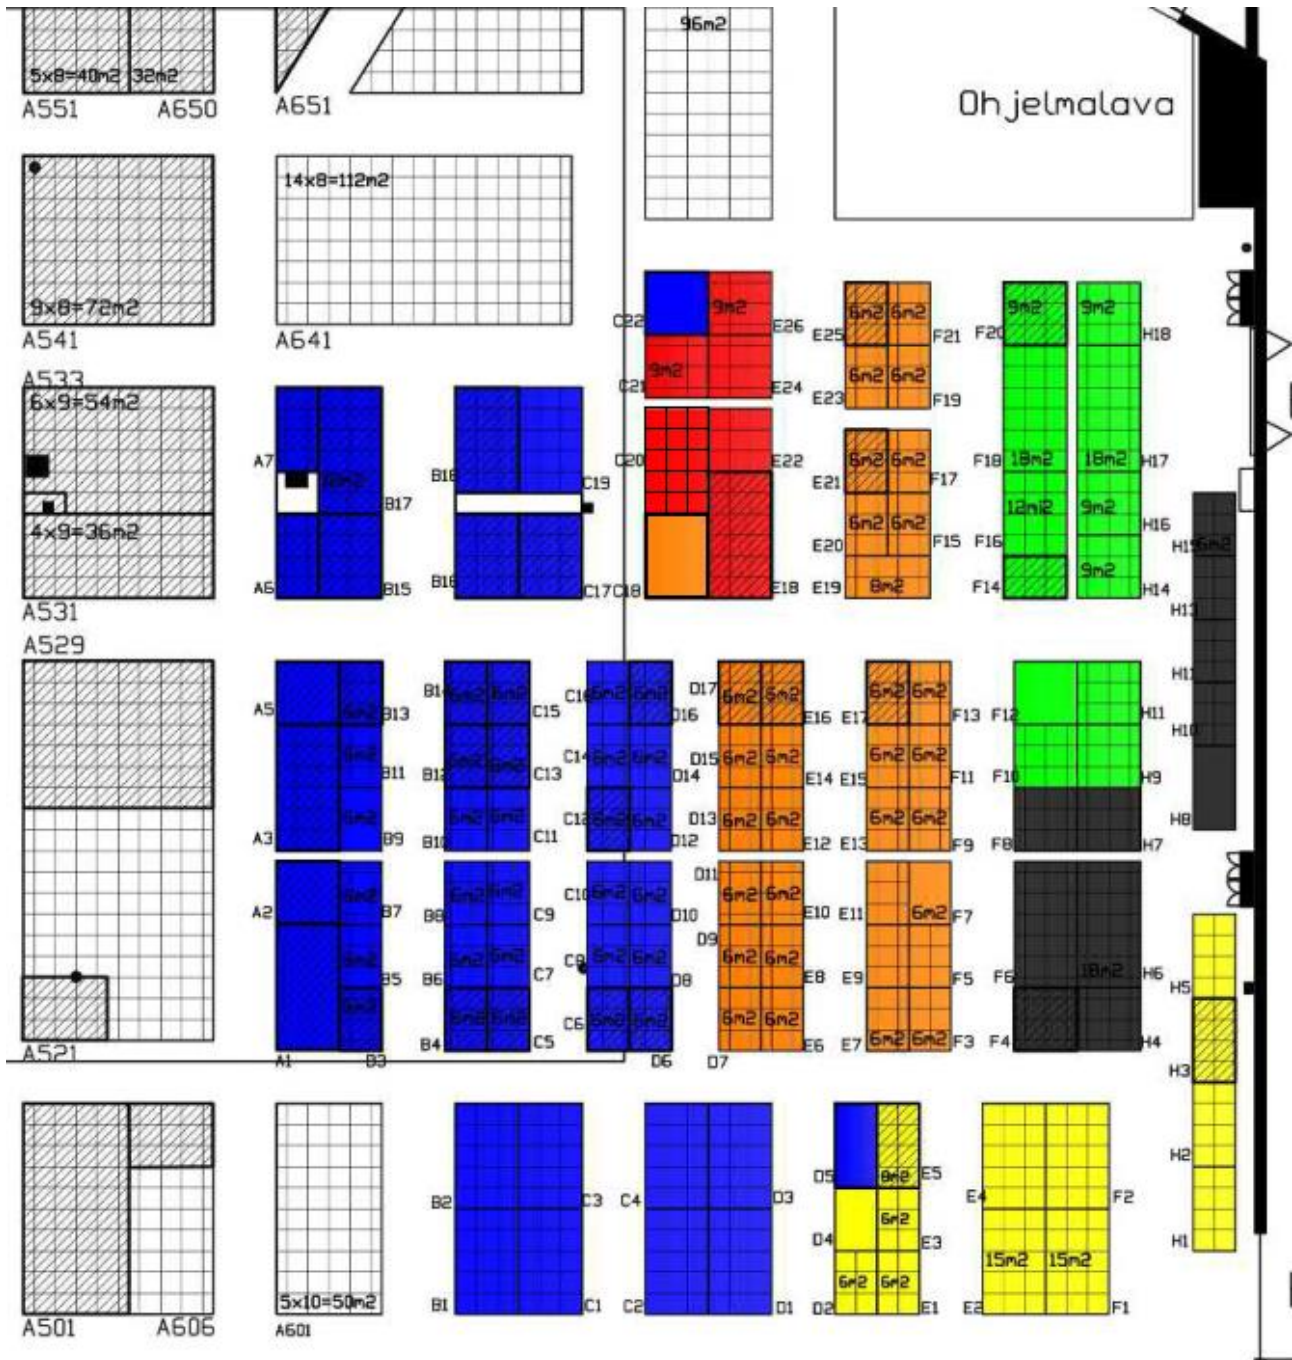 96m2
5x8=40m2 32m2
A551 A650 A651
Ohjelmalava
14x8=112m2
9x8=72m2
A541 A641
9m2 6m2 6m2 9m2 9m2
C22 E26 E25 F21 F20 H18
9m2 6m2 6m2
C21 E24 E23 F19
A533
6x9=54m2
A7 B18 C19 C20 E22 6m2 6m2 F18 18m2 18m2 H17
B17 E21 F17
6m2 6m2 12m2 9m2 H16
4x9=36m2
E20 F15 F16 H15 6m2
A6 B15 B16 C17 C18 E18 E19 8m2 F14 9m2 H14
A531 H13
A529
B14 6m2 6m2 C16 6m2 6m2 D17 6m2 6m2 6m2 6m2 H11
A5 6m2 B13 C15 D16 E16 E17 F13 F12 H11
6m2 6m2 6m2 C14 6m2 6m2 D15 6m2 6m2 6m2 6m2 H10
B11 B12 C13 D14 E14 E15 F11 F10 H9
6m2 6m2 6m2 C12 6m2 6m2 D13 6m2 6m2 6m2 6m2 H8
A3 B9 B10 C11 D12 E12 E13 F9 F8 H7
D11
6m2 6m2 6m2 C10 6m2 6m2 6m2 6m2 6m2
A2 B7 B8 C9 D10 E10 E11 F7
6m2 6m2 6m2 C8 6m2 6m2 D9 6m2 6m2 18m2 H6
B5 B6 C7 D8 E8 E9 F5 F6 H5
6m2 6m2 6m2 C6 6m2 6m2 6m2 6m2 6m2 6m2
B4 C5 E6 E7 F3 F4 H4
A521 A1 B3 D6 D7 H3
H2
D5 8m2 E5
B2 C3 C4 D3 E4 F2
6m2
D4 E3 H1
15m2 15m2
6m2 6m2
5x10=50m2
B1 C1 C2 D1 D2 E1 E2 F1
A501 A606 A601